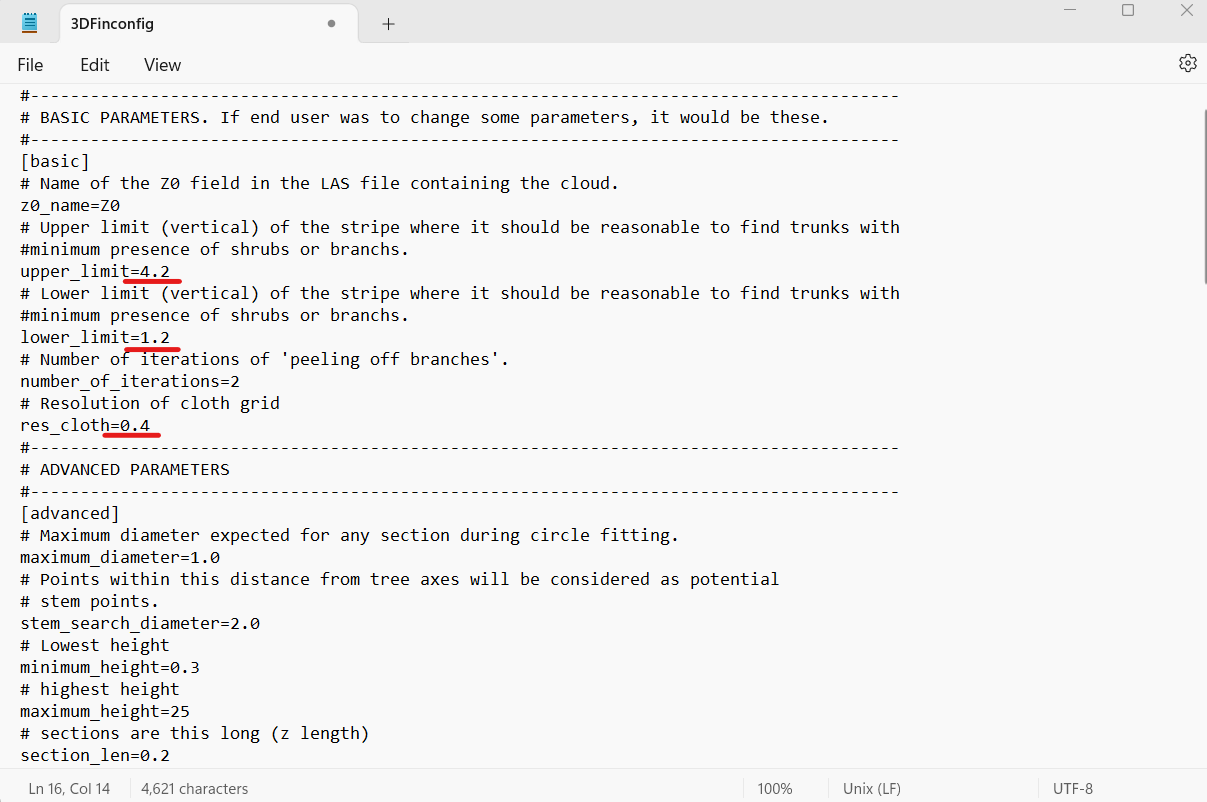 3DFinconfig
File Edit View
#---------------------------------------------------------------------------------------
# BASIC PARAMETERS. If end user was to change some parameters, it would be these.
#---------------------------------------------------------------------------------------
[basic]
# Name of the Z0 field in the LAS file containing the cloud.
z0_name=Z0
# Upper limit (vertical) of the stripe where it should be reasonable to find trunks with
#minimum presence of shrubs or branchs.
upper_limit=4.2
# Lower limit (vertical) of the stripe where it should be reasonable to find trunks with
#minimum presence of shrubs or branchs.
lower_limit=1.2
# Number of iterations of 'peeling off branches'.
number_of_iterations=2
# Resolution of cloth grid
res_cloth=0.4
#---------------------------------------------------------------------------------------
# ADVANCED PARAMETERS
#---------------------------------------------------------------------------------------
[advanced]
# Maximum diameter expected for any section during circle fitting.
maximum_diameter=1.0
# Points within this distance from tree axes will be considered as potential
# stem points.
stem_search_diameter=2.0
# Lowest height
minimum_height=0.3
# highest height
maximum_height=25
# sections are this long (z length)
section_len=0.2
Ln 16, Col 14 4,621 characters 100% Unix (LF) UTF-8